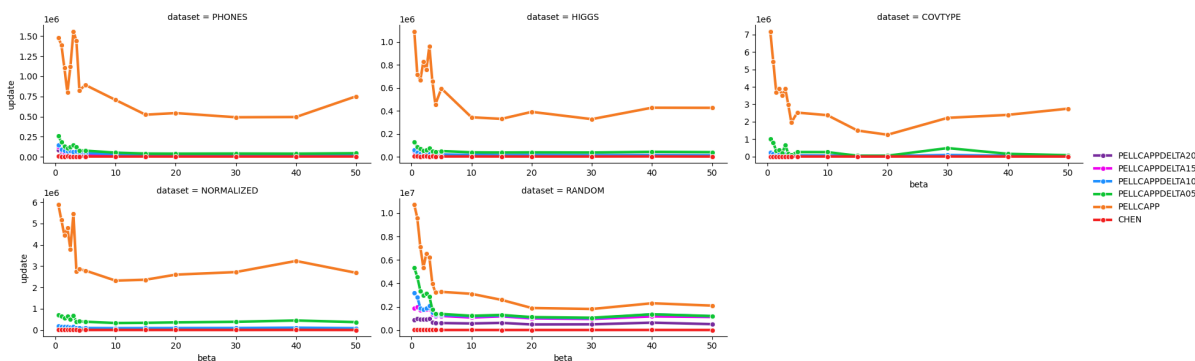 dataset = PHONES
1e6
update
1.50
1.25
1.00
0.75
0.50
0.25
0.00
0 10 20 30 40 50
dataset = HIGGS
1e6
1.0
0.8
0.6
0.4
0.2
0.0
0 10 20 30 40 50
dataset = COVTYPE
1e6
7
6
5
4
3
2
1
0
0 10 20 30 40 50
beta
dataset = NORMALIZED
1e6
update
6
5
4
3
2
1
0
0 10 20 30 40 50
beta
dataset = RANDOM
1e7
1.0
0.8
0.6
0.4
0.2
0.0
0 10 20 30 40 50
beta
PELLCAPPDELTA20
PELLCAPPDELTA15
PELLCAPPDELTA10
PELLCAPPDELTA05
PELLCAPP
CHEN